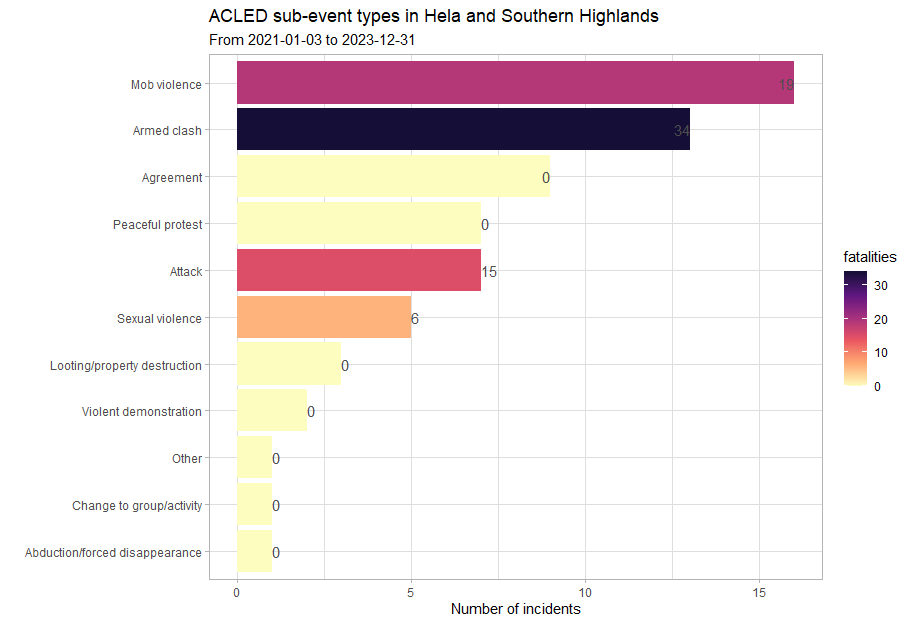 ACLED sub-event types in Hela and Southern Highlands
From 2021-01-03 to 2023-12-31
Mob violence 19
Armed clash 34
Agreement 0
Peaceful protest 0
Attack 15
Sexual violence 6
Looting/property destruction 0
Violent demonstration 0
Other 0
Change to group/activity 0
Abduction/forced disappearance 0
0 5 10 15
Number of incidents
fatalities
30
20
10
0